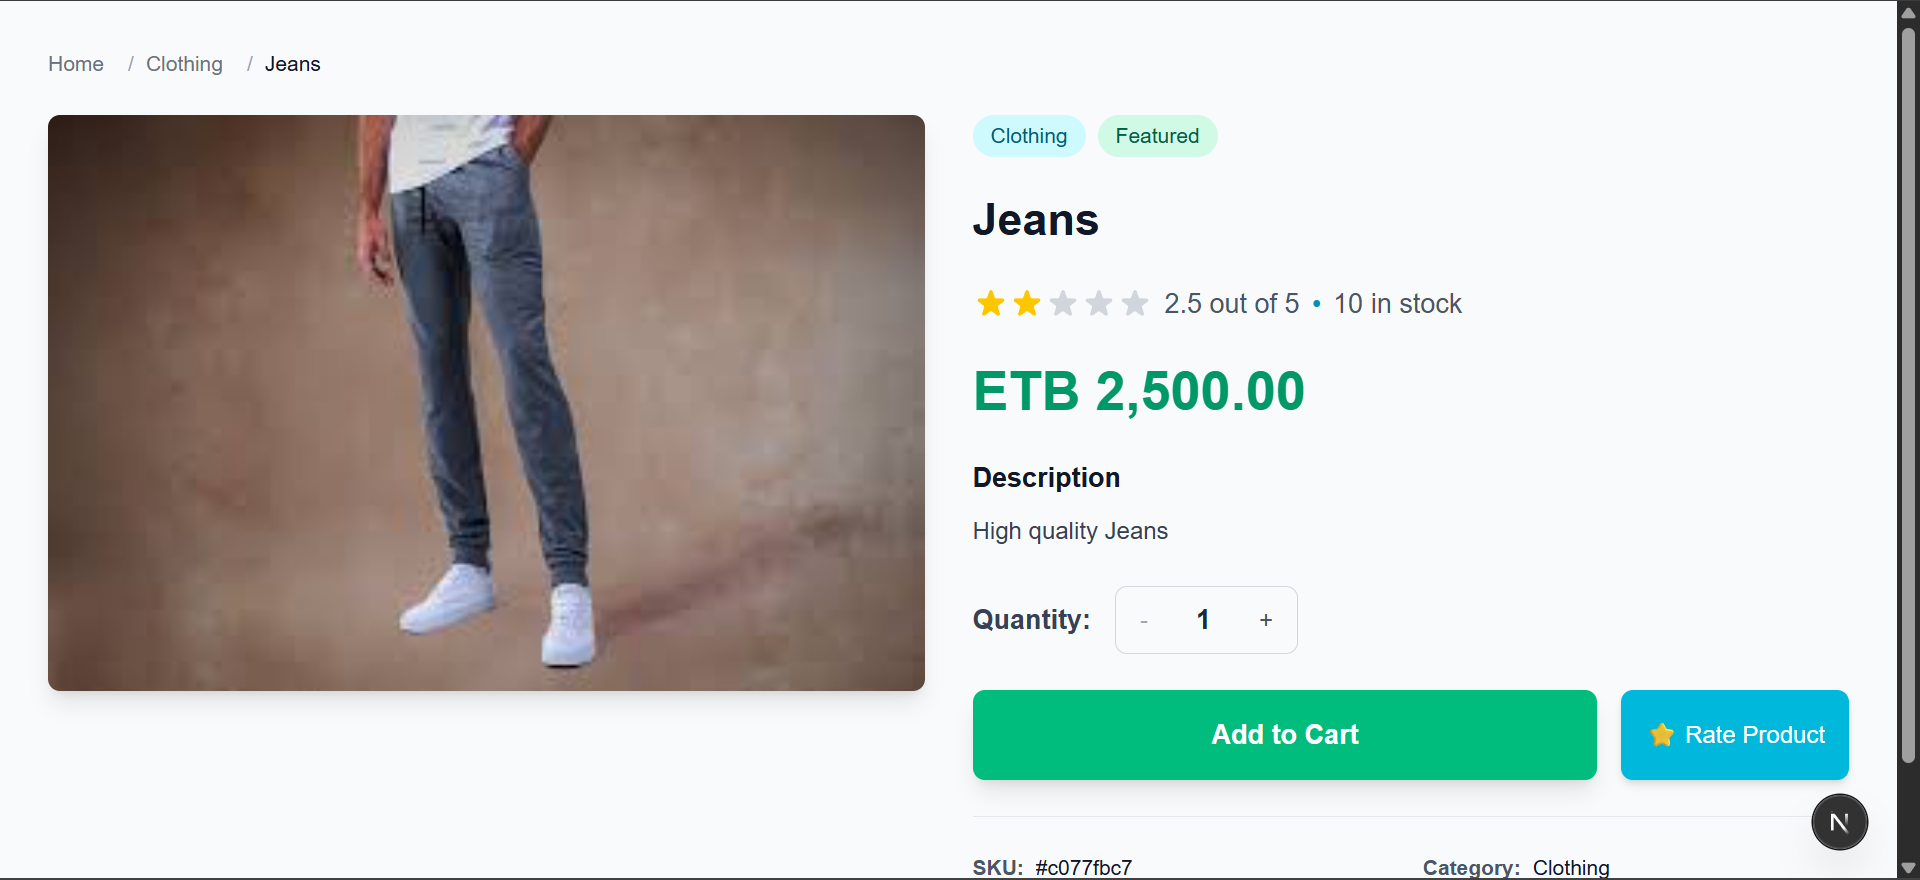 Home / Clothing / Jeans
Clothing Featured
Jeans
2.5 out of 5 • 10 in stock
ETB 2,500.00
Description
High quality Jeans
Quantity: - 1 +
Add to Cart
Rate Product
N
SKU: #c077fbc7
Category: Clothing